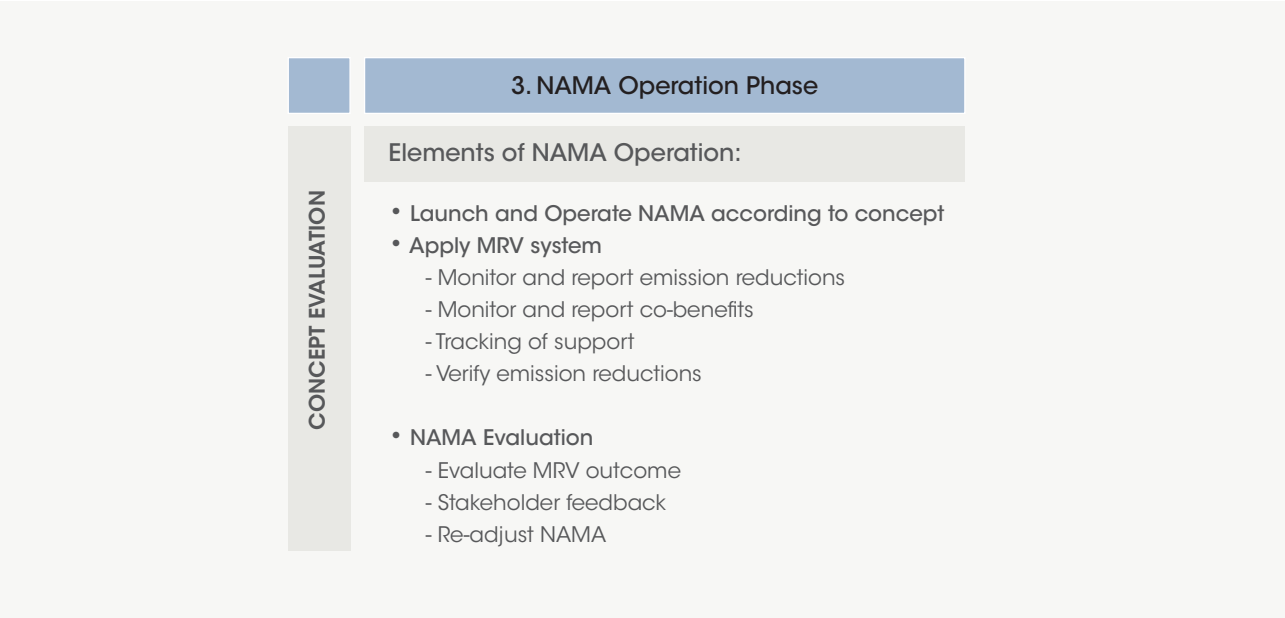 3. NAMA Operation Phase
CONCEPT EVALUATION
Elements of NAMA Operation:
• Launch and Operate NAMA according to concept
• Apply MRV system
- Monitor and report emission reductions
- Monitor and report co-benefits
- Tracking of support
- Verify emission reductions
• NAMA Evaluation
- Evaluate MRV outcome
- Stakeholder feedback
- Re-adjust NAMA